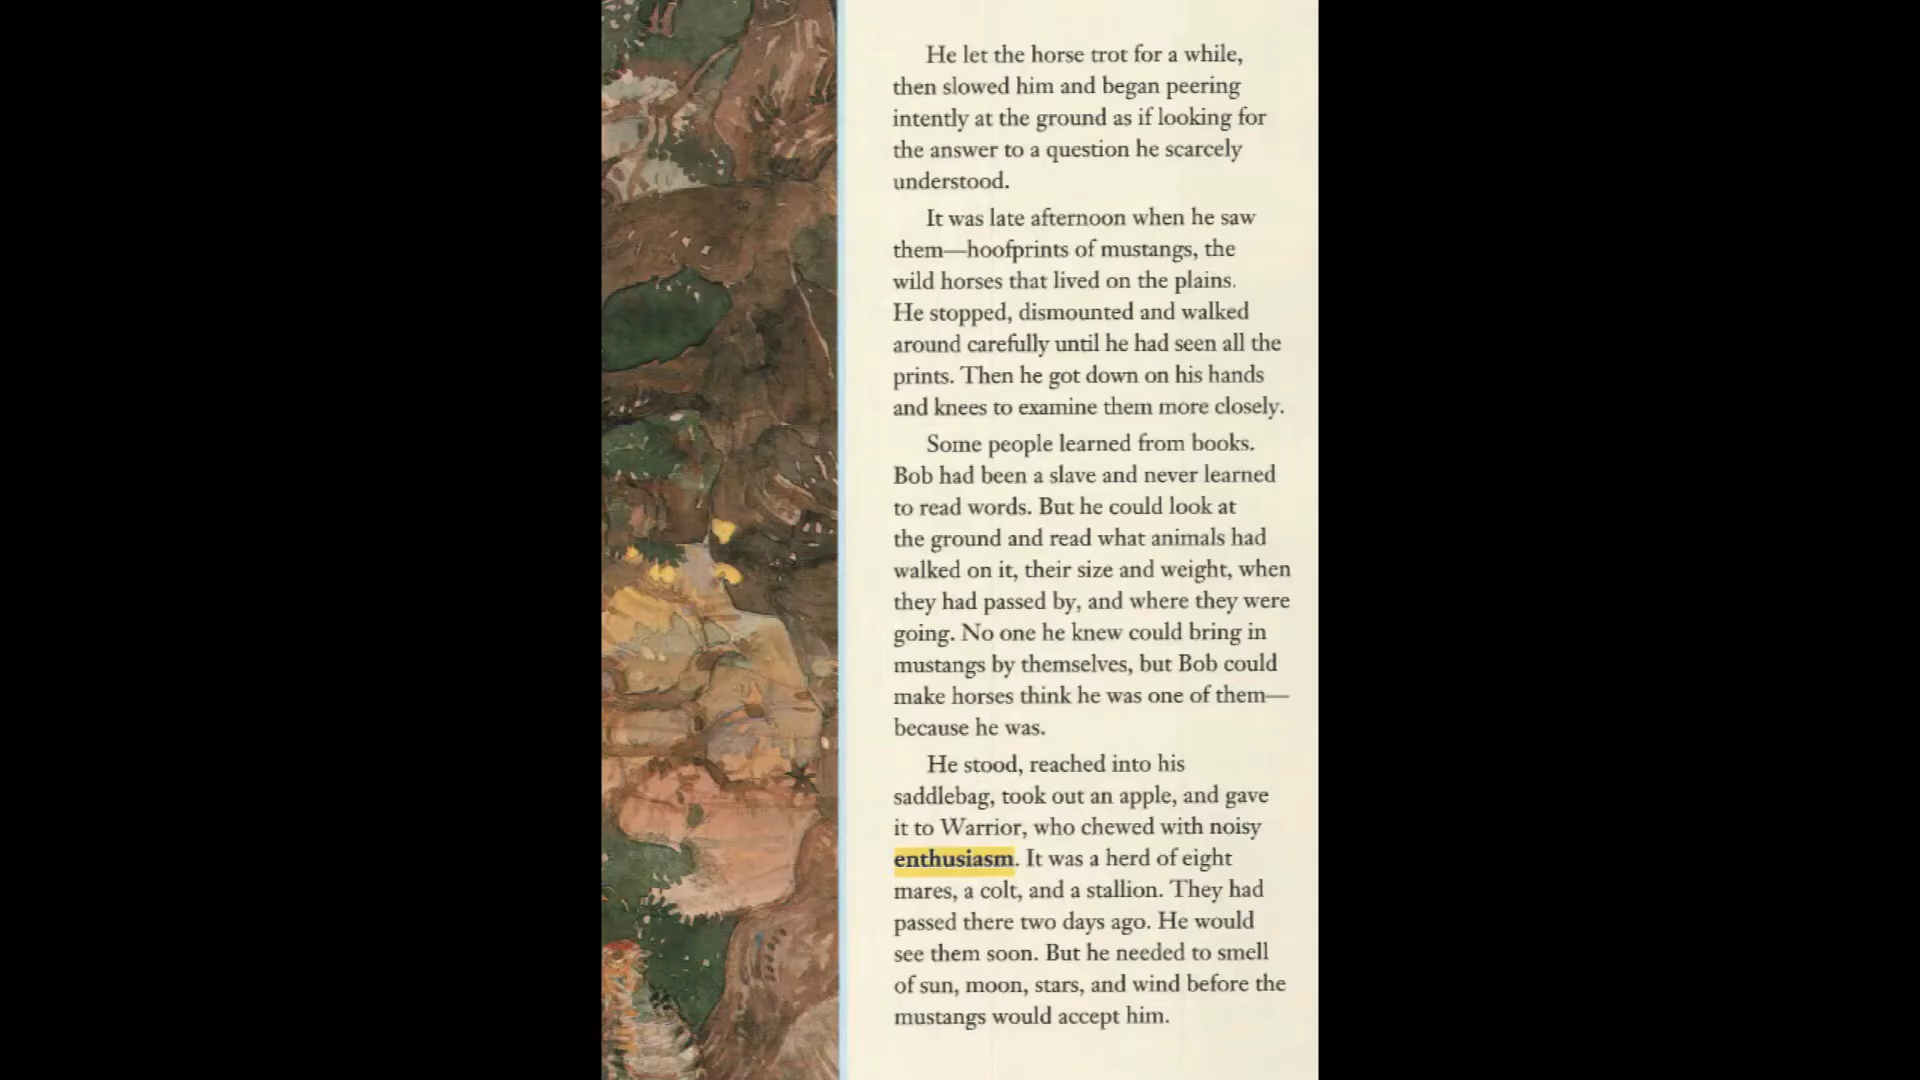 He let the horse trot for a while,
then slowed him and began peering
intently at the ground as if looking for
the answer to a question he scarcely
understood.
It was late afternoon when he saw
them—hoofprints of mustangs, the
wild horses that lived on the plains.
He stopped, dismounted and walked
around carefully until he had seen all the
prints. Then he got down on his hands
and knees to examine them more closely.
Some people learned from books.
Bob had been a slave and never learned
to read words. But he could look at
the ground and read what animals had
walked on it, their size and weight, when
they had passed by, and where they were
going. No one he knew could bring in
mustangs by themselves, but Bob could
make horses think he was one of them—
because he was.
He stood, reached into his
saddlebag, took out an apple, and gave
it to Warrior, who chewed with noisy
enthusiasm. It was a herd of eight
mares, a colt, and a stallion. They had
passed there two days ago. He would
see them soon. But he needed to smell
of sun, moon, stars, and wind before the
mustangs would accept him.